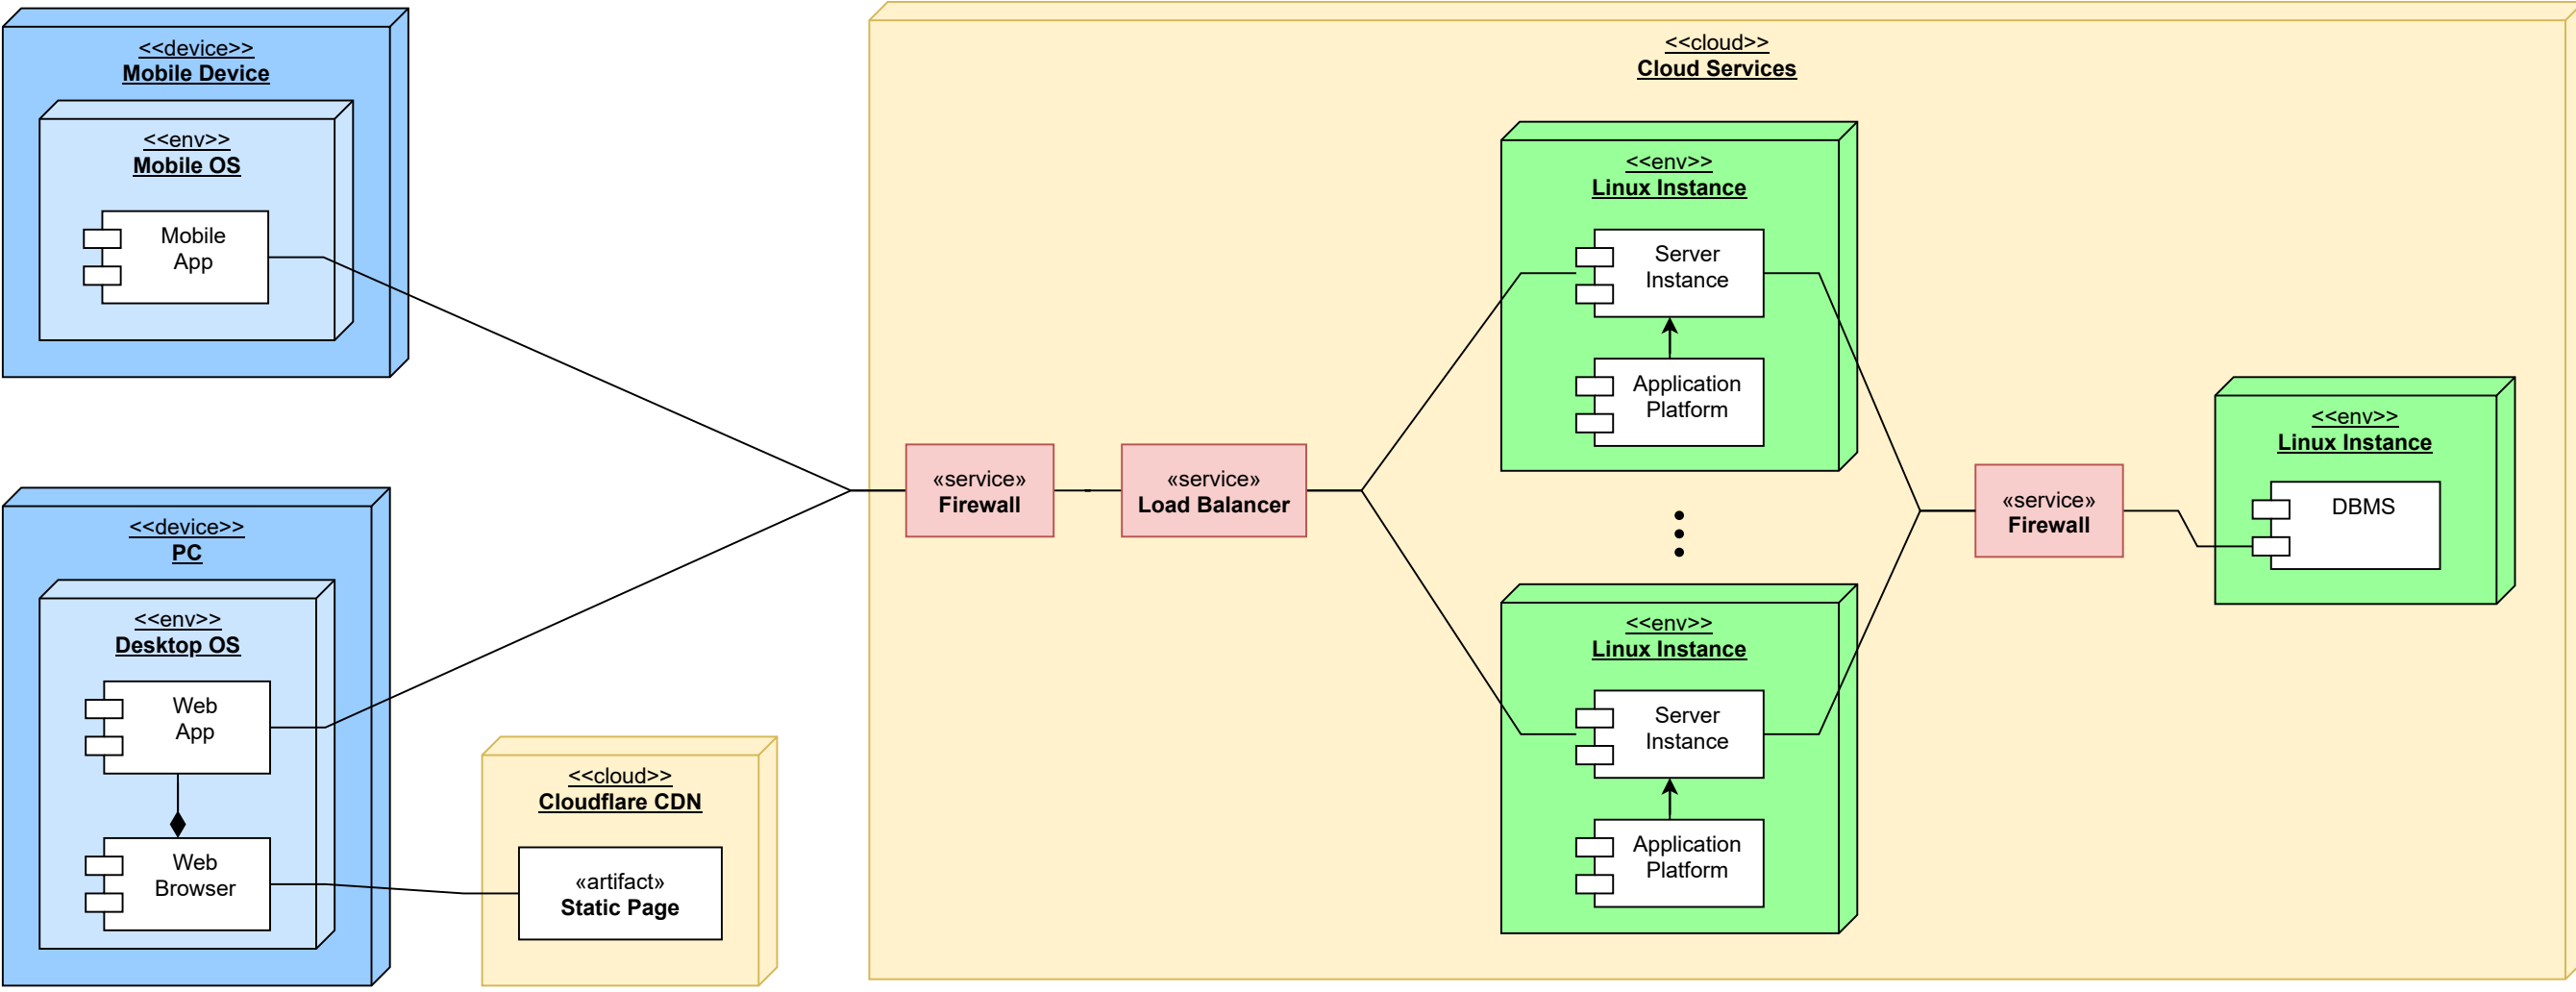 <<device>>
Mobile Device
<<env>>
Mobile OS
Mobile
App
<<device>>
PC
<<env>>
Desktop OS
Web
App
Web
Browser
<<cloud>>
Cloudflare CDN
«artifact»
Static Page
<<cloud>>
Cloud Services
«service»
Firewall
«service»
Load Balancer
<<env>>
Linux Instance
Server
Instance
Application
Platform
<<env>>
Linux Instance
Server
Instance
Application
Platform
«service»
Firewall
<<env>>
Linux Instance
DBMS